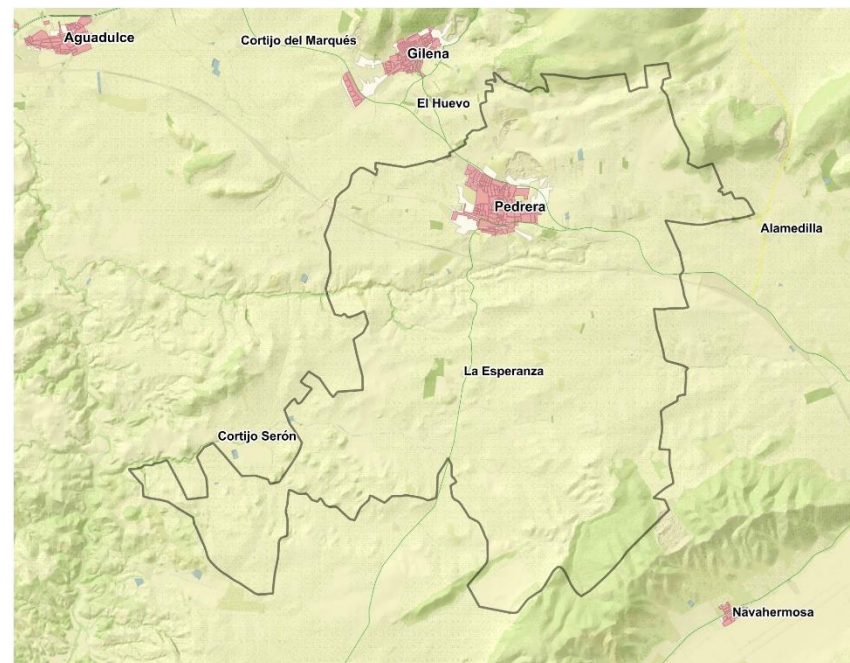 Aguadulce
Cortijo del Marqués
Gilena
El Huevo
Pedrera
Alamedilla
La Esperanza
Cortijo Serón
Navahermosa